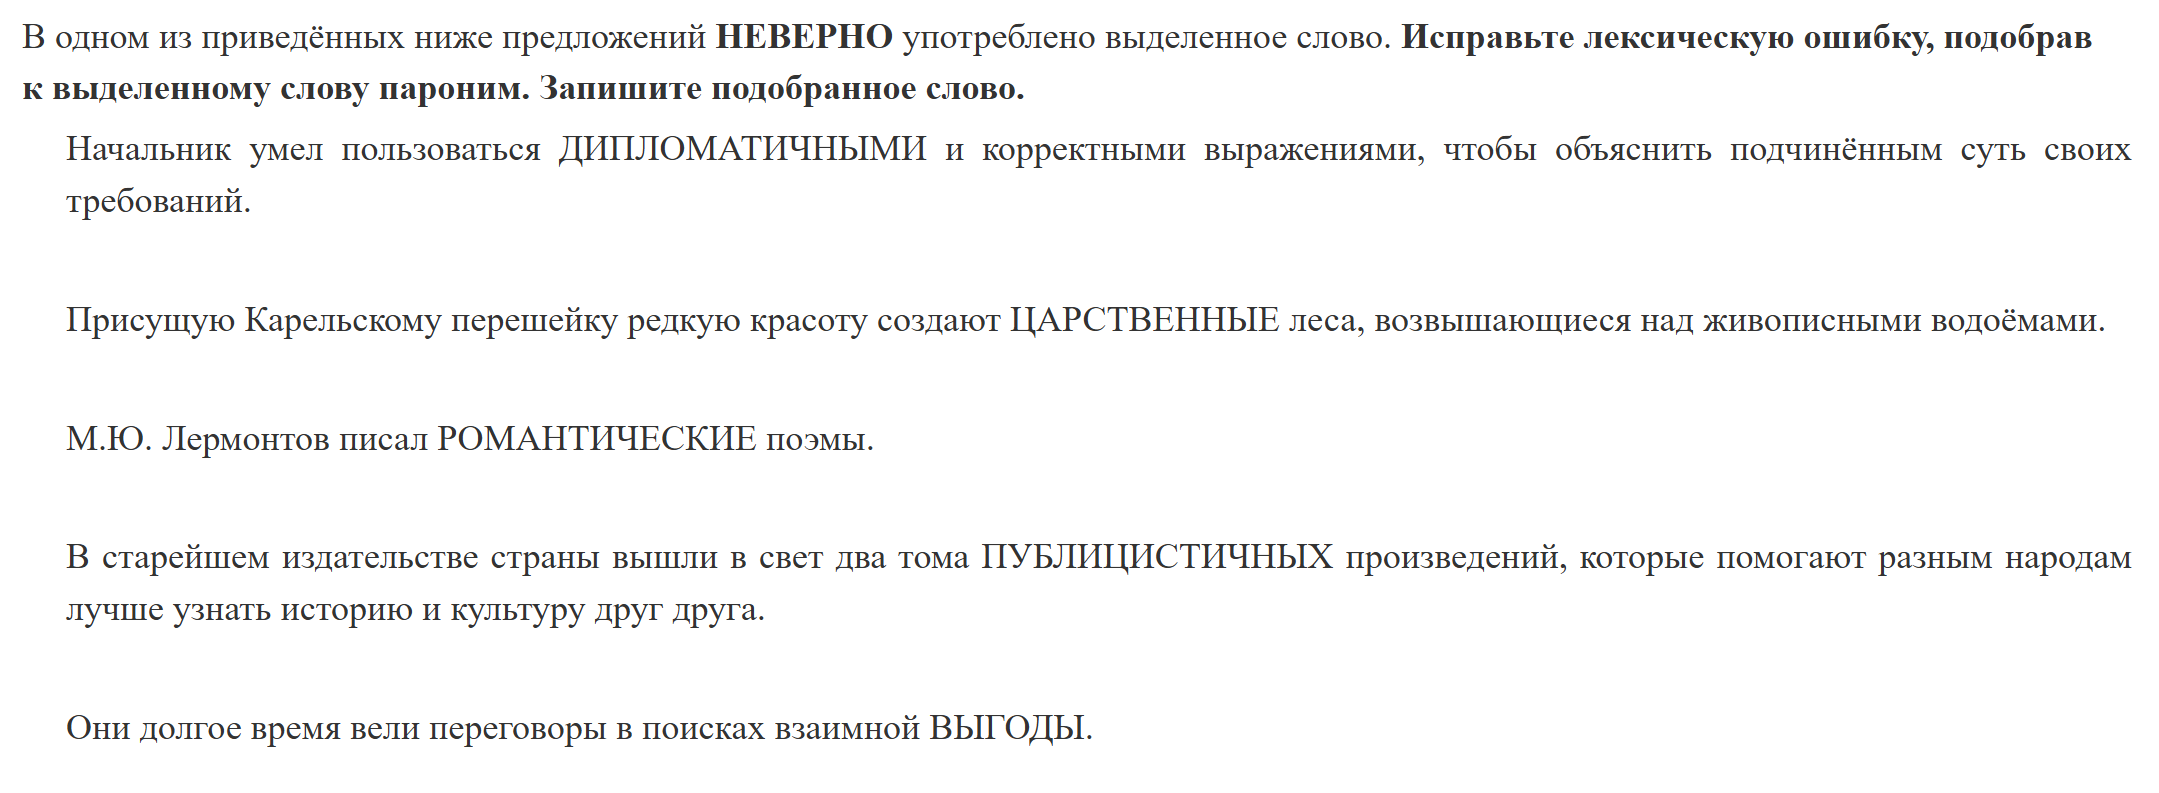 В одном из приведённых ниже предложений НЕВЕРНО употреблено выделенное слово. Исправьте лексическую ошибку, подобрав
к выделенному слову пароним. Запишите подобранное слово.
Начальник умел пользоваться ДИПЛОМАТИЧНЫМИ и корректными выражениями, чтобы объяснить подчинённым суть своих
требований.
Присущую Карельскому перешейку редкую красоту создают ЦАРСТВЕННЫЕ леса, возвышающиеся над живописными водоёмами.
М.Ю. Лермонтов писал РОМАНТИЧЕСКИЕ поэмы.
В старейшем издательстве страны вышли в свет два тома ПУБЛИЦИСТИЧНЫХ произведений, которые помогают разным народам
лучше узнать историю и культуру друг друга.
Они долгое время вели переговоры в поисках взаимной ВЫГОДЫ.